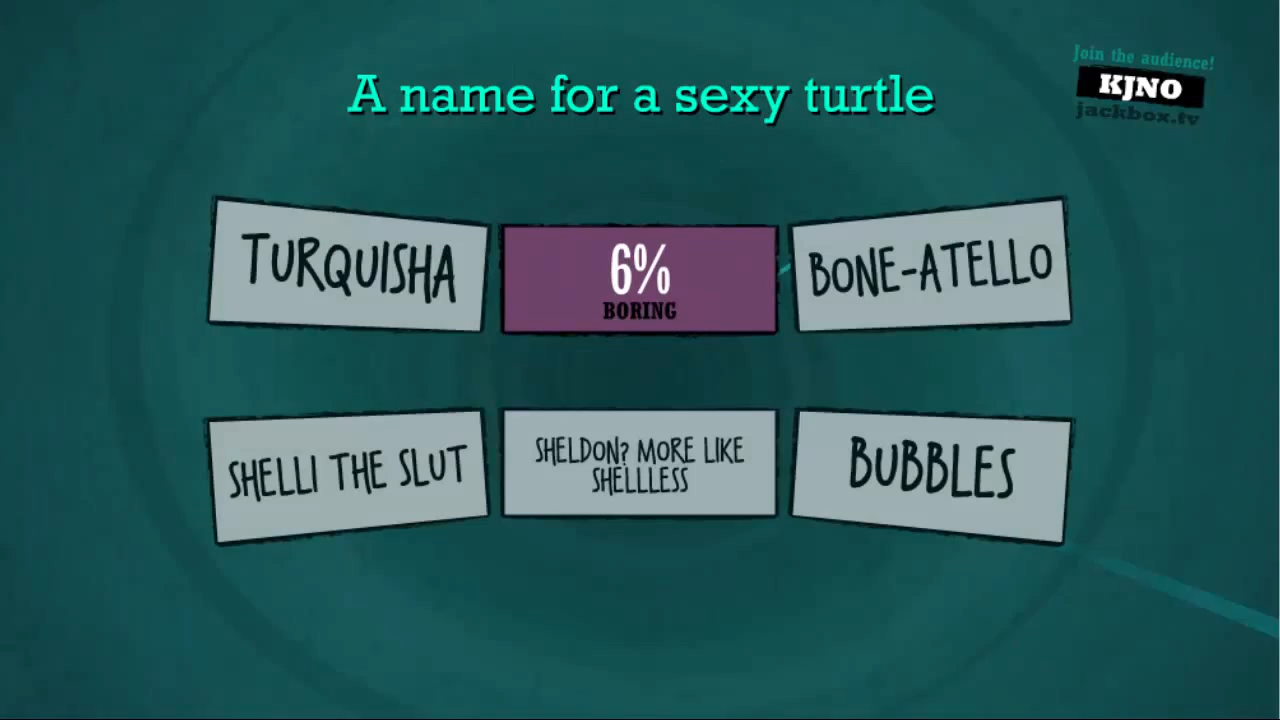 Join the audience!
KJNO
jackbox.tv
A name for a sexy turtle
TURQUISHA
6%
BORING
BONE-ATELLO
SHELLI THE SLUT
SHELDON? MORE LIKE
SHELLLESS
BUBBLES